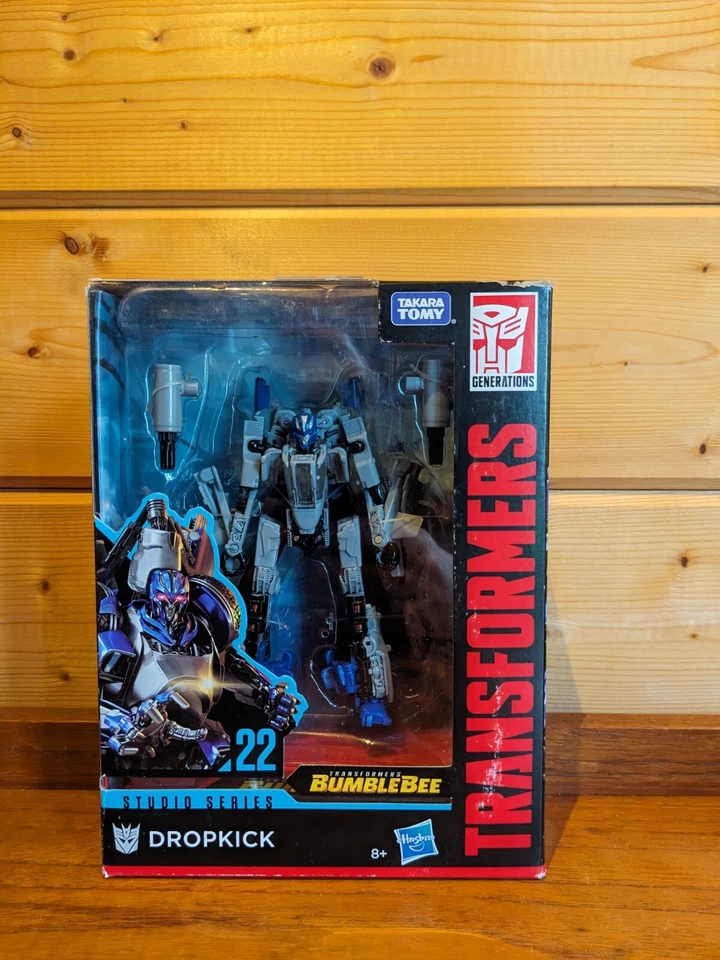 TAKARA
TOMY®
GENERATIONS
TRANSFORMERS
22
TRANSFORMERS
BUMBLEBEE
STUDIO SERIES
DROPKICK
8+
Hasbro